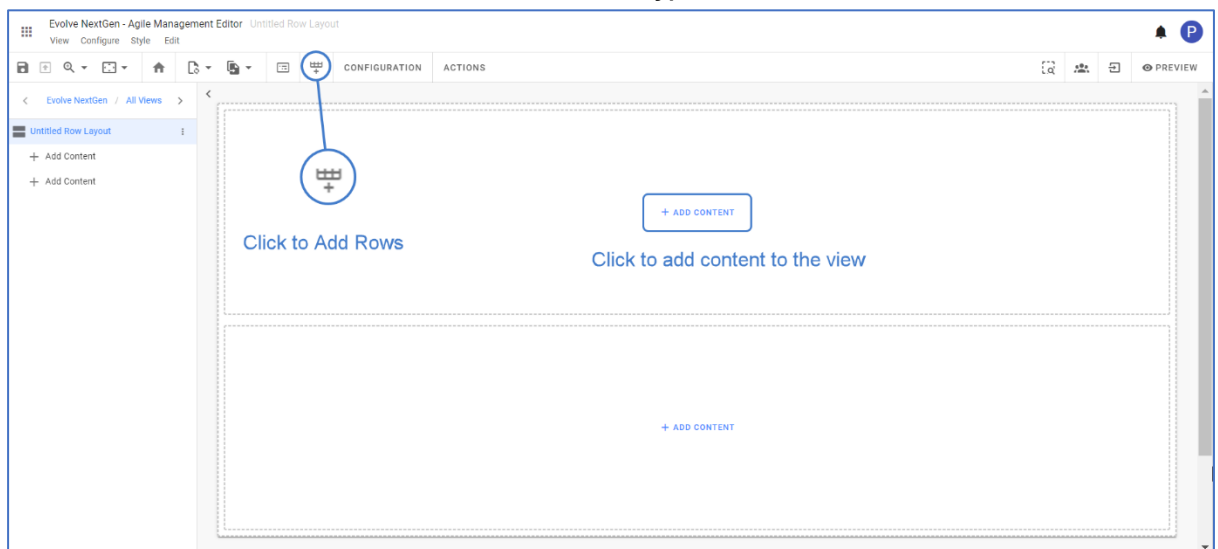 Evolve NextGen - Agile Management Editor Untitled Row Layout
View Configure Style Edit
P
CONFIGURATION ACTIONS
PREVIEW
Evolve NextGen / All Views
Untitled Row Layout
+ Add Content
+ Add Content
+ ADD CONTENT
Click to Add Rows
Click to add content to the view
+ ADD CONTENT